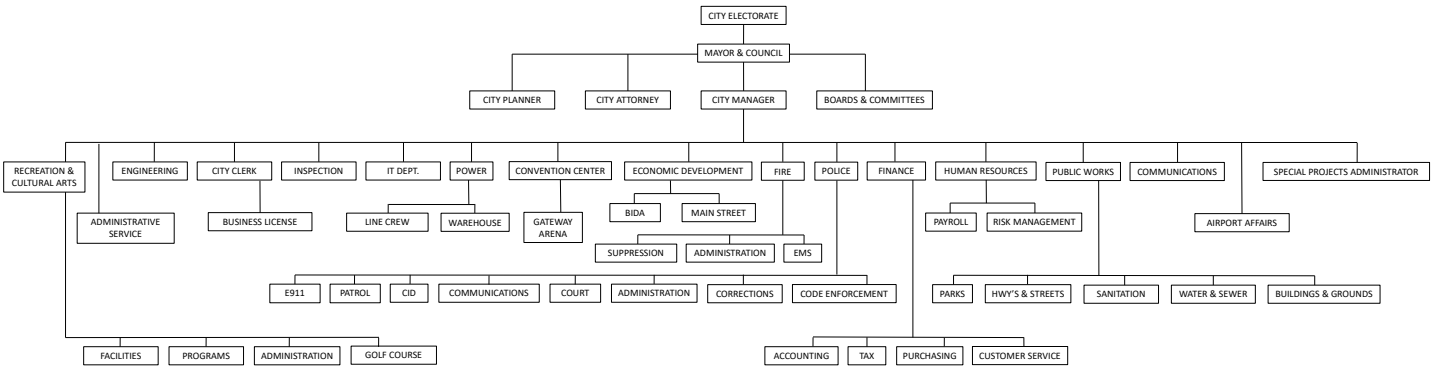 CITY ELECTORATE
MAYOR & COUNCIL
CITY PLANNER
CITY ATTORNEY
CITY MANAGER
BOARDS & COMMITTEES
RECREATION &
CULTURAL ARTS
ENGINEERING
CITY CLERK
INSPECTION
IT DEPT.
POWER
CONVENTION CENTER
ECONOMIC DEVELOPMENT
FIRE
POLICE
FINANCE
HUMAN RESOURCES
PUBLIC WORKS
COMMUNICATIONS
SPECIAL PROJECTS ADMINISTRATOR
ADMINISTRATIVE
SERVICE
BUSINESS LICENSE
LINE CREW
WAREHOUSE
GATEWAY
ARENA
BIDA
MAIN STREET
PAYROLL
RISK MANAGEMENT
AIRPORT AFFAIRS
SUPPRESSION
ADMINISTRATION
EMS
E911
PATROL
CID
COMMUNICATIONS
COURT
ADMINISTRATION
CORRECTIONS
CODE ENFORCEMENT
PARKS
HWY'S & STREETS
SANITATION
WATER & SEWER
BUILDINGS & GROUNDS
FACILITIES
PROGRAMS
ADMINISTRATION
GOLF COURSE
ACCOUNTING
TAX
PURCHASING
CUSTOMER SERVICE